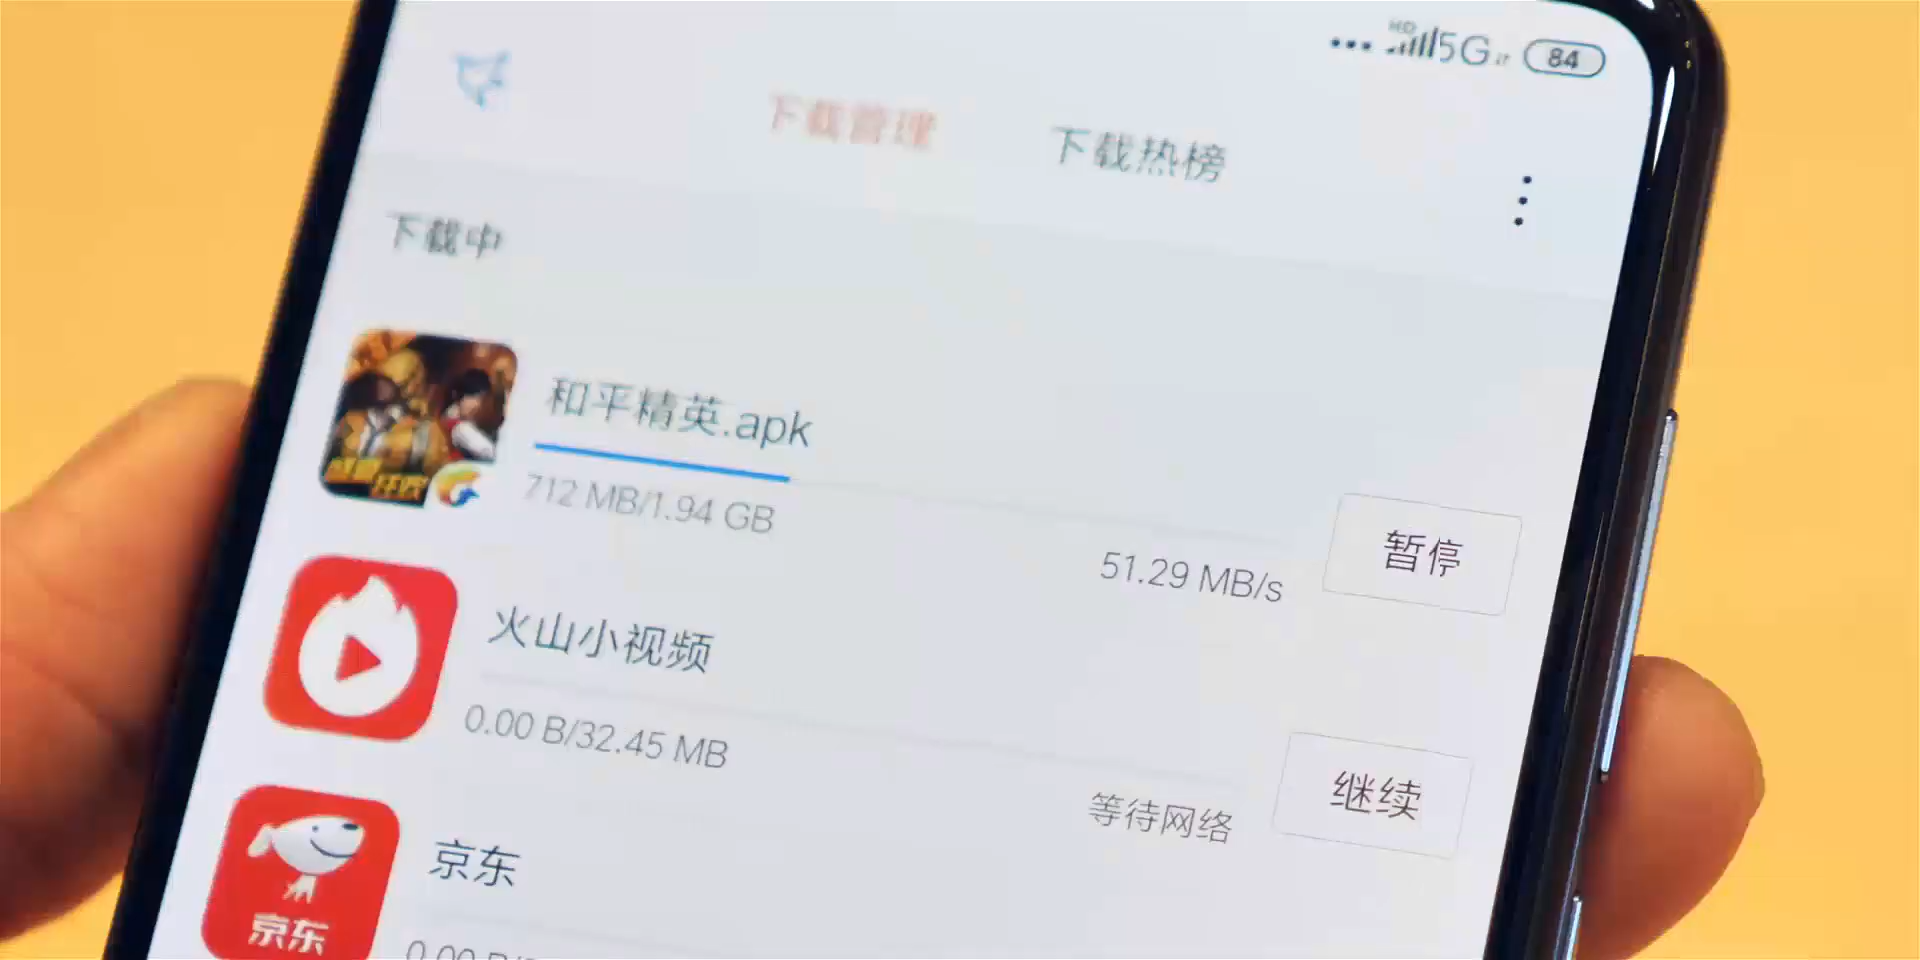 HD 5G 84
下载管理 下载热榜
下载中
和平精英.apk
712 MB/1.94 GB
51.29 MB/s
暂停
火山小视频
0.00 B/32.45 MB
等待网络
继续
京东
京东